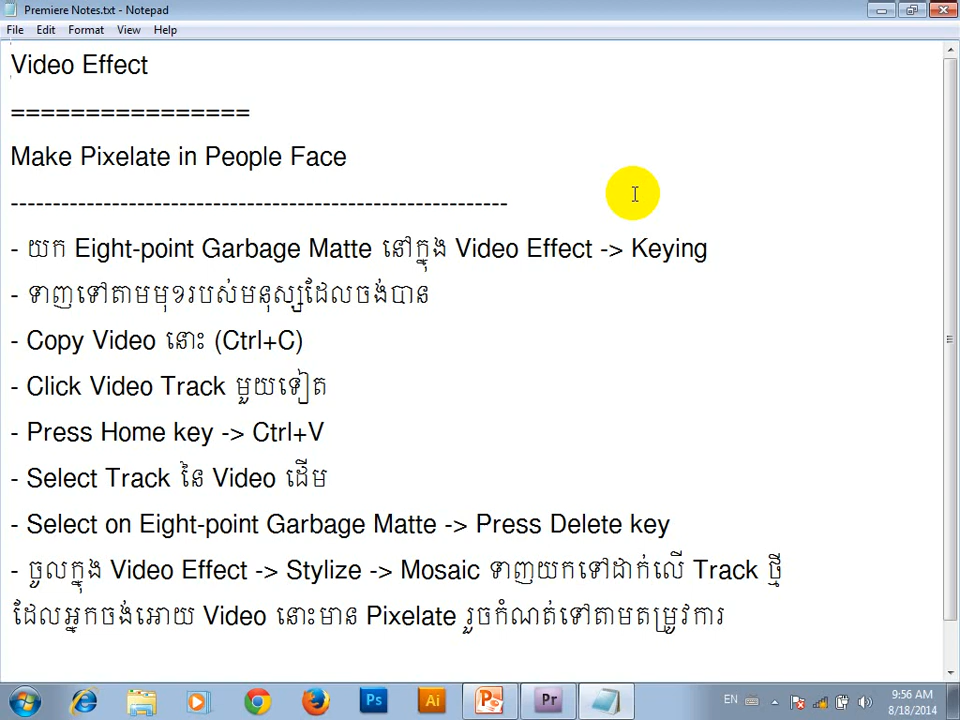 Premiere Notes.txt - Notepad
File Edit Format View Help
Video Effect
================
Make Pixelate in People Face
-----------------------------------------------------------
- យក Eight-point Garbage Matte នៅក្នុង Video Effect -> Keying
- ទាញទៅតាមមុខរបស់មនុស្សដែលចង់បាន
- Copy Video នោះ (Ctrl+C)
- Click Video Track មួយទៀត
- Press Home key -> Ctrl+V
- Select Track នៃ Video ដើម
- Select on Eight-point Garbage Matte -> Press Delete key
- ចូលក្នុង Video Effect -> Stylize -> Mosaic ទាញយកទៅដាក់លើ Track ថ្មី
ដែលអ្នកចង់អោយ Video នោះមាន Pixelate រួចកំណត់ទៅតាមតម្រូវការ
Ps Ai P Pr EN 9:56 AM
8/18/2014